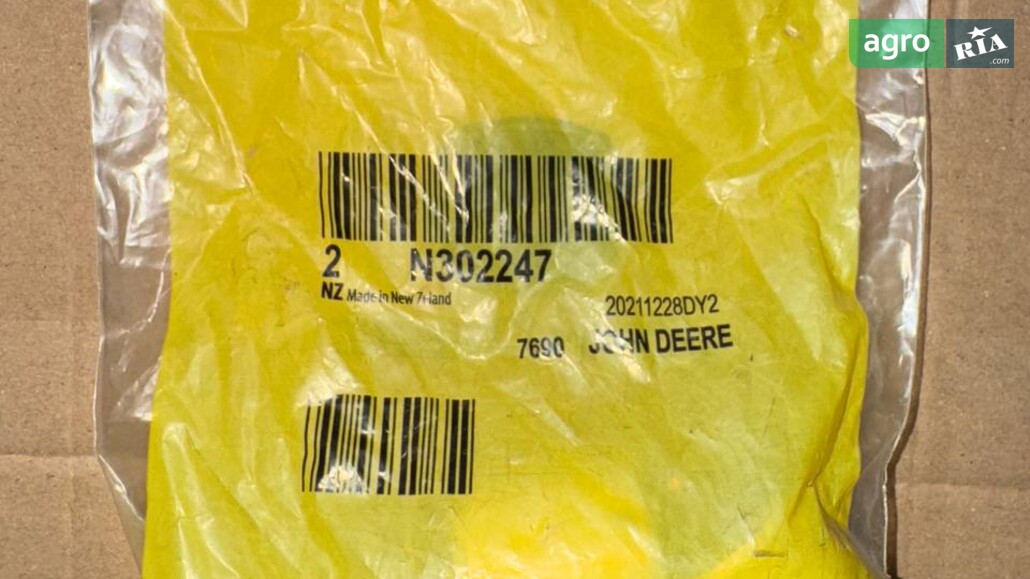 agro RIA
.com
2 N302247
NZ Made in New Zealand
20211228DY2
7690 JOHN DEERE